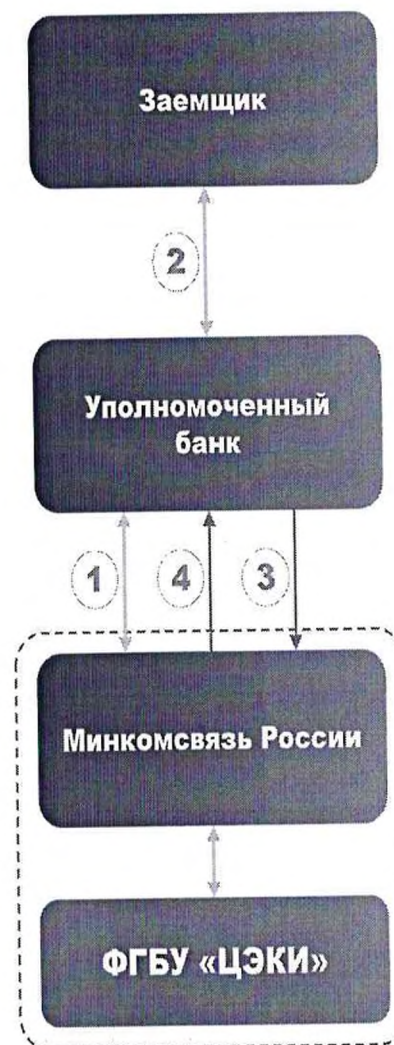 Заемщик
2
Уполномоченный
банк
1 4 3
Минкомсвязь России
ФГБУ «ЦЭКИ»